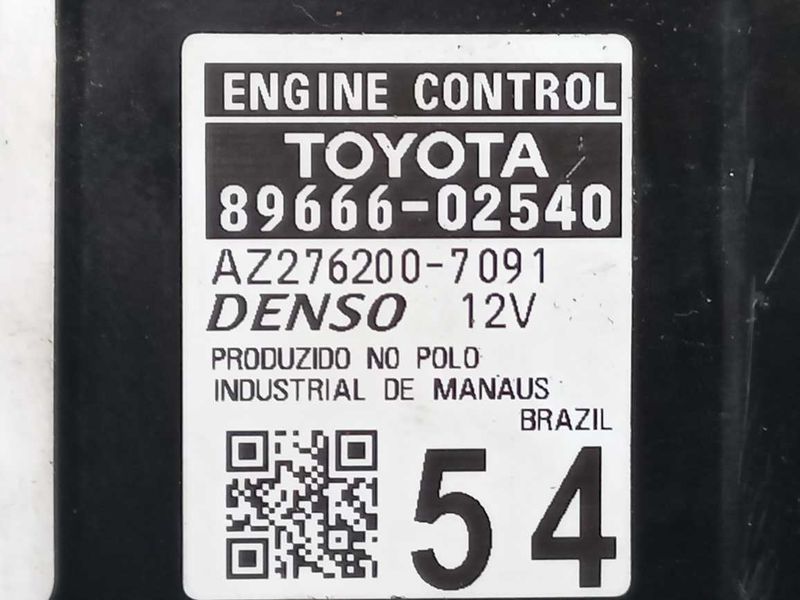 ENGINE CONTROL
TOYOTA
89666-02540
AZ276200-7091
DENSO 12V
PRODUZIDO NO POLO
INDUSTRIAL DE MANAUS
BRAZIL
54